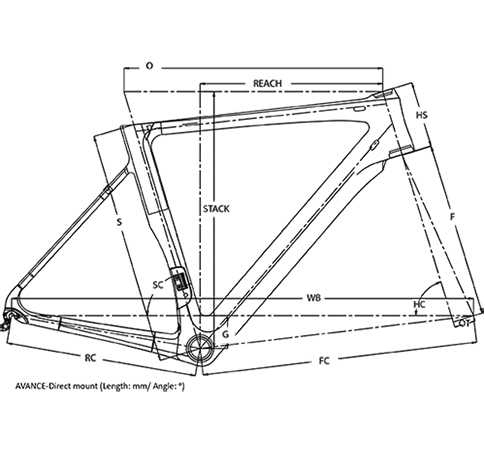 O
REACH
HS
S
STACK
F
SC
WB
HC
G
OT
RC
FC
AVANCE-Direct mount (Length: mm/ Angle: °)